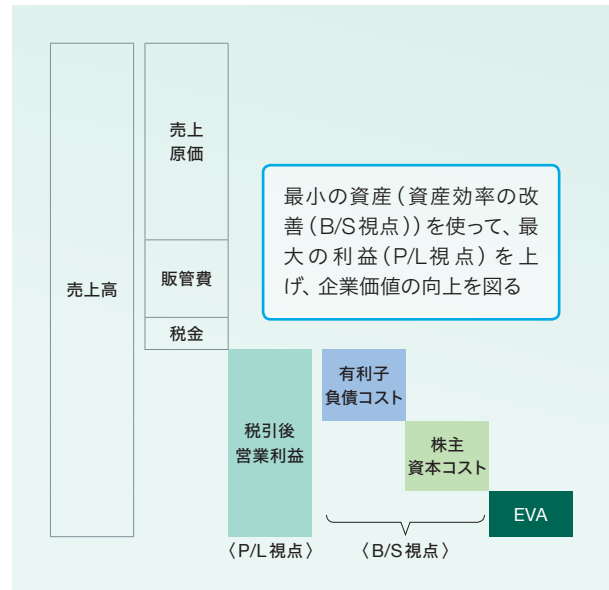 売上高
売上
原価
販管費
税金
最小の資産（資産効率の改
善（B/S視点））を使って、最
大の利益（P/L視点）を上
げ、企業価値の向上を図る
税引後
営業利益
有利子
負債コスト
株主
資本コスト
EVA
〈P/L視点〉
〈B/S視点〉